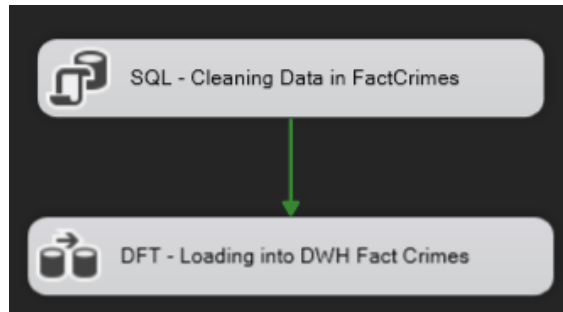 SQL - Cleaning Data in FactCrimes
DFT - Loading into DWH Fact Crimes